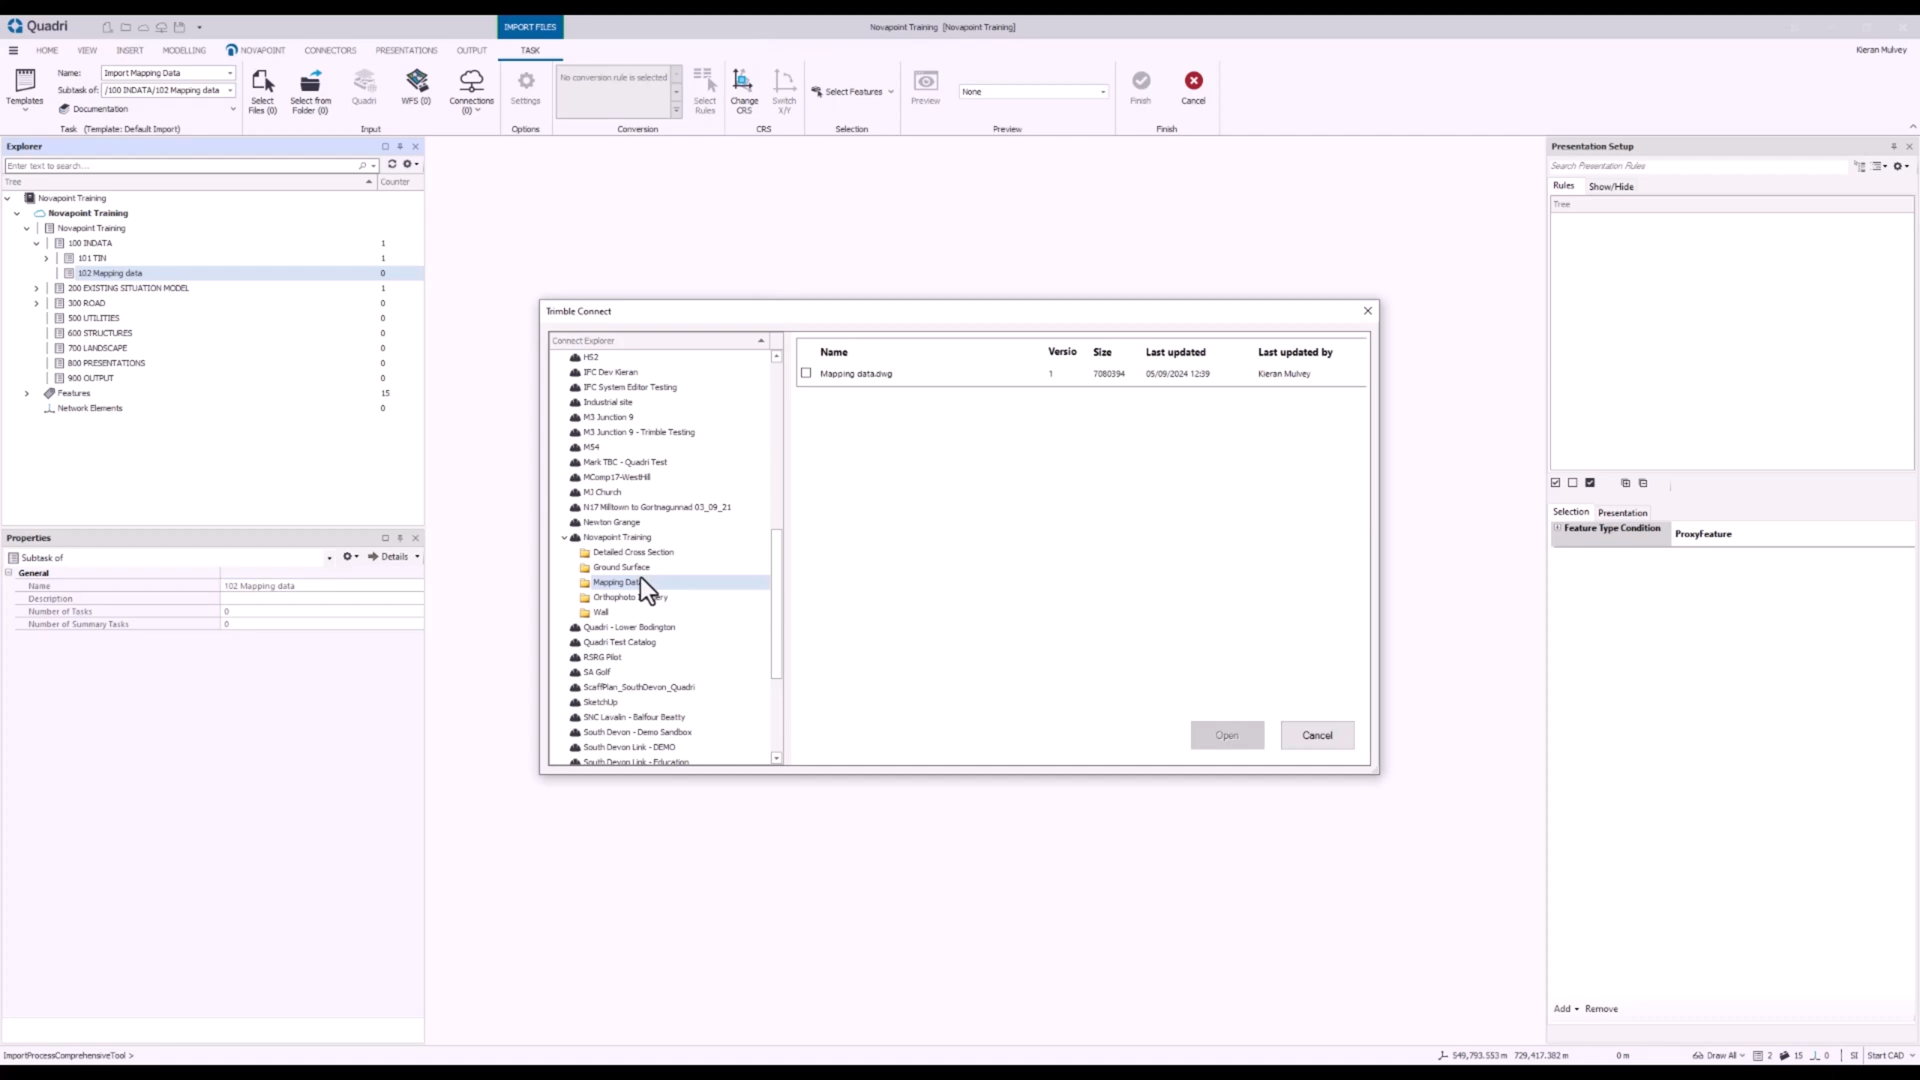 Quadri
IMPORT FILES
Novapoint Training [Novapoint Training]
HOME VIEW INSERT MODELLING NOVAPOINT CONNECTORS PRESENTATIONS OUTPUT TASK
Kieran Mulvey
Templates
Name: Import Mapping Data
Subtask of: /100 INDATA/102 Mapping data
Documentation
Task (Template: Default Import)
Select Files (0)
Select from Folder (0)
Quadri
WFS (0)
Connections (0)
Input
Settings
Options
No conversion rule is selected
Select Rules
Conversion
Change CRS
Switch X/Y
CRS
Select Features
Selection
Preview
None
Preview
Finish
Cancel
Finish
Explorer
Enter text to search...
Tree Counter
Novapoint Training
Novapoint Training
Novapoint Training
100 INDATA 1
101 TIN 1
102 Mapping data 0
200 EXISTING SITUATION MODEL 1
300 ROAD 0
500 UTILITIES 0
600 STRUCTURES 0
700 LANDSCAPE 0
800 PRESENTATIONS 0
900 OUTPUT 0
Features 15
Network Elements 0
Properties
Subtask of
Details
General
Name 102 Mapping data
Description
Number of Tasks 0
Number of Summary Tasks 0
Trimble Connect
Connect Explorer
HS2
IFC Dev Kieran
IFC System Editor Testing
Industrial site
M3 Junction 9
M3 Junction 9 - Trimble Testing
M54
Mark TBC - Quadri Test
MComp17-WestHill
MJ Church
N17 Milltown to Gortnagunnad 03_09_21
Newton Grange
Novapoint Training
Detailed Cross Section
Ground Surface
Mapping Dat
Orthophoto
Wall
Quadri - Lower Bodington
Quadri Test Catalog
RSRG Pilot
SA Golf
ScaffPlan_SouthDevon_Quadri
SketchUp
SNC Lavalin - Balfour Beatty
South Devon - Demo Sandbox
South Devon Link - DEMO
South Devon Link - Education
Name Versio Size Last updated Last updated by
Mapping data.dwg 1 7080394 05/09/2024 12:39 Kieran Mulvey
Open
Cancel
Presentation Setup
Search Presentation Rules
Rules Show/Hide
Tree
Selection Presentation
Feature Type Condition ProxyFeature
Add Remove
ImportProcessComprehensiveTool >
549,793.553 m 729,417.382 m 0 m Draw All 2 15 0 SI Start CAD